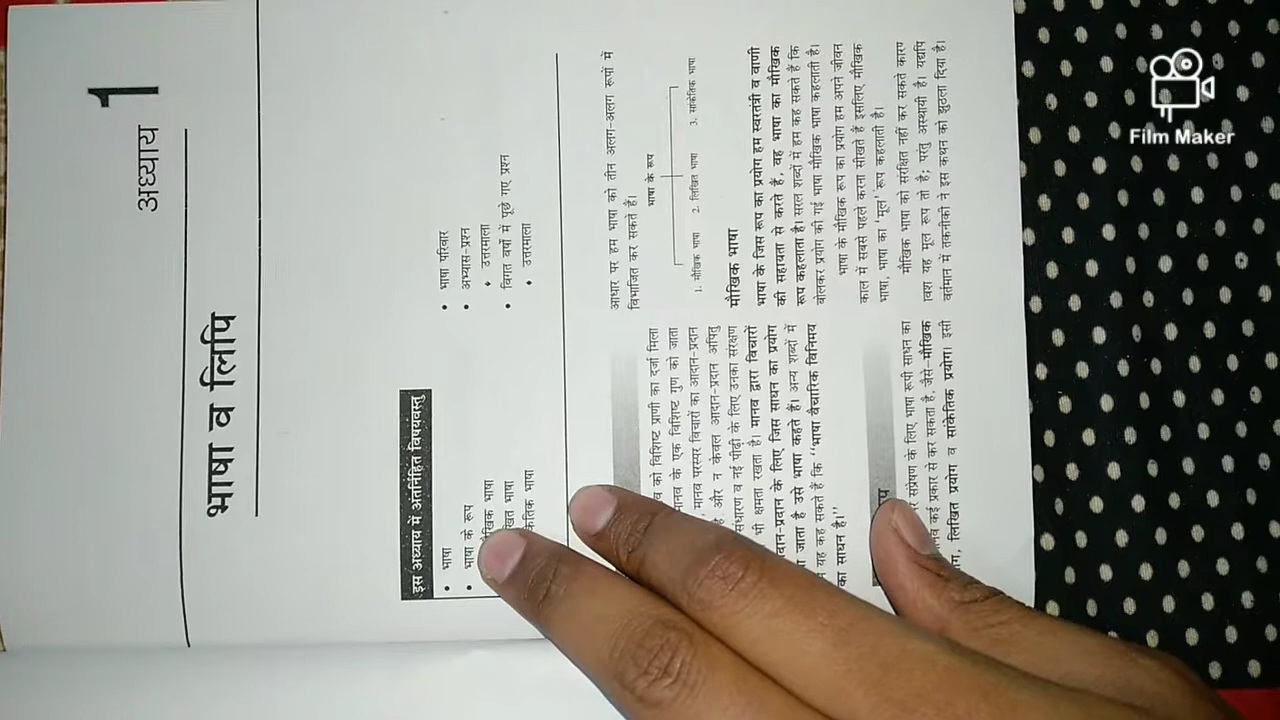 अध्याय 1
भाषा व लिपि
इस अध्याय में अंतर्निहित विषयवस्तु
• भाषा
• भाषा के रूप
मौखिक भाषा
भाषा
भाषा
• भाषा परिवार
• अभ्यास-प्रश्न
• उत्तरमाला
• विगत वर्षों में पूछे गए प्रश्न
• उत्तरमाला
को विशिष्ट प्राणी का दर्जा मिला
मानव के एक विशिष्ट गुण को जाता
मानव परस्पर विचारों का आदान-प्रदान
है और न केवल आदान-प्रदान अपितु
व नई पीढ़ी के लिए उनका संरक्षण
भी क्षमता रखता है। मानव द्वारा विचारों
के लिए जिस साधन का प्रयोग
जाता है उसे भाषा कहते हैं। अन्य शब्दों में
यह कह सकते हैं कि "भाषा वैचारिक विनिमय
का साधन है।"
संप्रेषण के लिए भाषा रूपी साधन का
कई प्रकार से कर सकता है, जैसे-मौखिक
लिखित प्रयोग व सांकेतिक प्रयोग। इसी
आधार पर हम भाषा को तीन अलग-अलग रूपों में
विभाजित कर सकते हैं।
भाषा के रूप
1. मौखिक भाषा 2. लिखित भाषा 3. सांकेतिक भाषा
मौखिक भाषा
भाषा के जिस रूप का प्रयोग हम स्वरतंत्री व वाणी
की सहायता से करते हैं, वह भाषा का मौखिक
रूप कहलाता है। सरल शब्दों में हम कह सकते हैं कि
बोलकर प्रयोग की गई भाषा मौखिक भाषा कहलाती है।
भाषा के मौखिक रूप का प्रयोग हम अपने जीवन
काल में सबसे पहले करना सीखते हैं इसलिए मौखिक
भाषा, भाषा का 'मूल' रूप कहलाती है।
मौखिक भाषा को संरक्षित नहीं कर सकते कारण
यह मूल रूप तो है; परंतु अस्थायी है। यद्यपि
वर्तमान में तकनीकी ने इस कथन को झुठला दिया है।
Film Maker